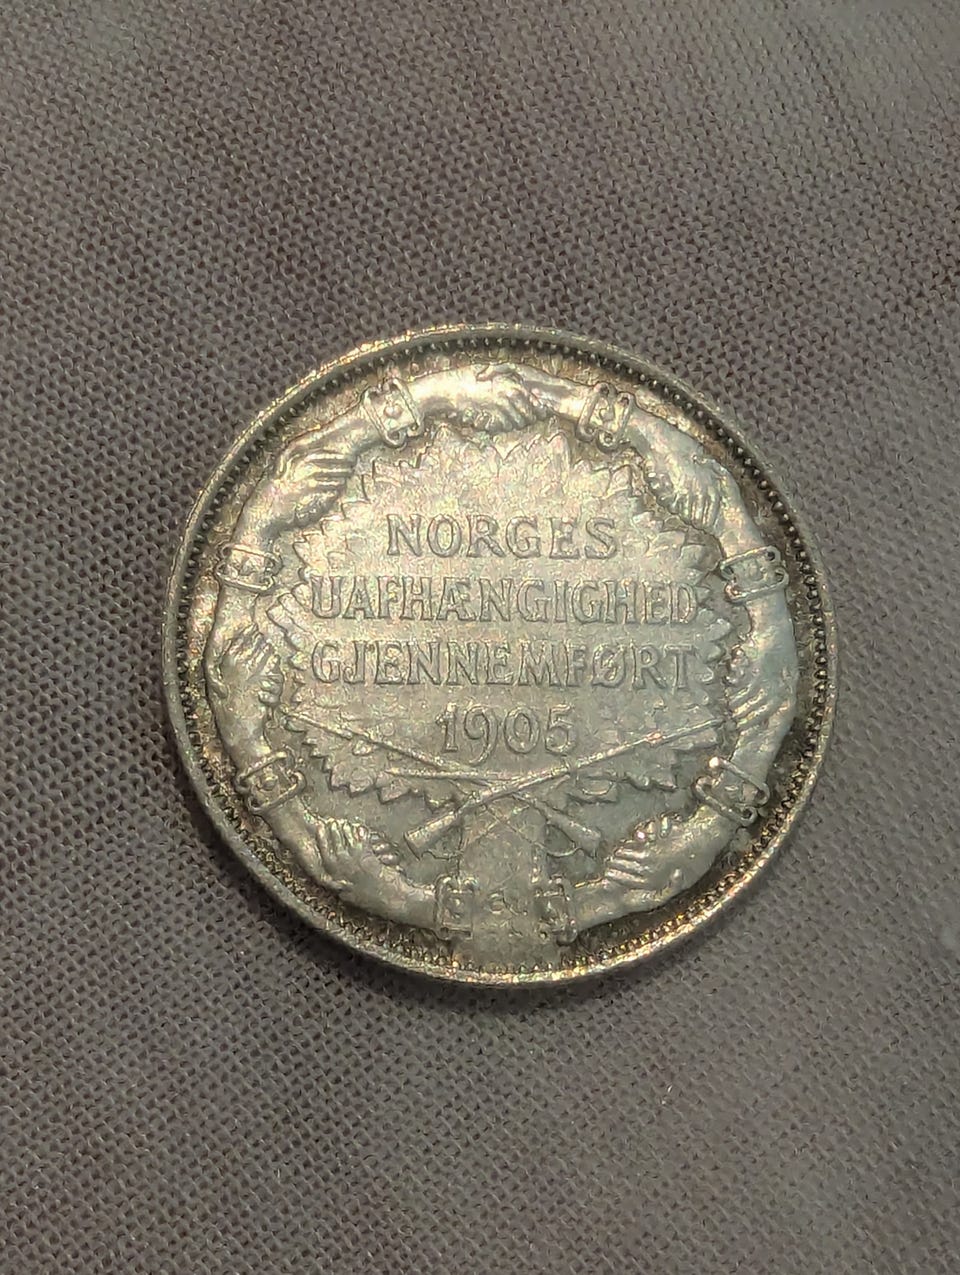 NORGES
UAFHÆNGIGHED
GJENNEMFØRT
1905